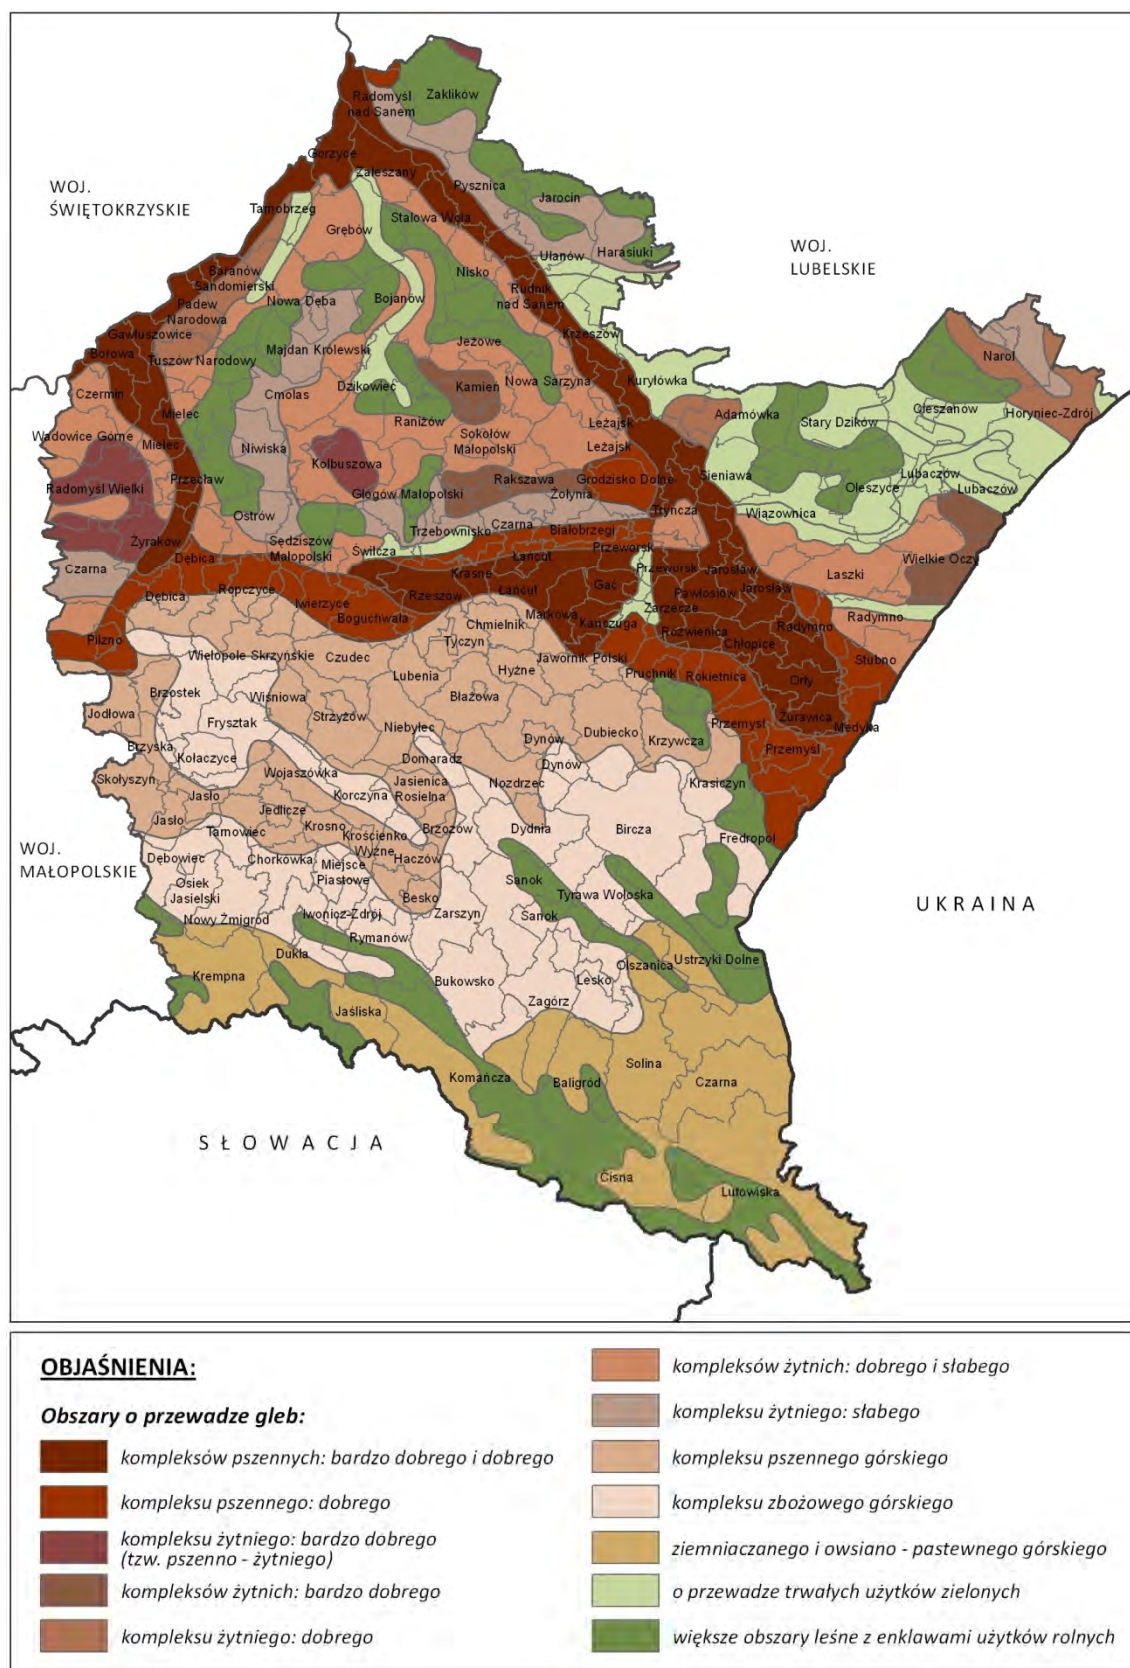 Zaklików
Radomyśl
nad Sanem
Gorzyce
Zaleszany
Pysznica
WOJ.
ŚWIĘTOKRZYSKIE
Jarocin
Tarnobrzeg
Stalowa Wola
Grębów
Ulanów
Harasiuki
WOJ.
LUBELSKIE
Baranów
Sandomierski
Nisko
Rudnik
nad Sanem
Nowa Dęba
Bojanów
Padew
Narodowa
Gawłuszowice
Krzeszów
Borowa
Tuszów Narodowy
Majdan Królewski
Jeżowe
Narol
Czermin
Cmolas
Dzikowiec
Kamień
Nowa Sarzyna
Kuryłówka
Mielec
Raniżów
Leżajsk
Adamówka
Stary Dzików
Cieszanów
Horyniec-Zdrój
Wadowice Górne
Mielec
Niwiska
Sokołów
Małopolski
Leżajsk
Kolbuszowa
Radomyśl Wielki
Przecław
Rakszawa
Grodzisko Dolne
Sieniawa
Lubaczów
Oleszyce
Lubaczów
Głogów Małopolski
Żołynia
Ostrów
Tryńcza
Wiązownica
Trzebownisko
Czarna
Białobrzegi
Żyraków
Sędziszów
Małopolski
Świlcza
Dębica
Łańcut
Przeworsk
Wielkie Oczy
Czarna
Krasne
Przeworsk
Jarosław
Laszki
Dębica
Ropczyce
Rzeszów
Łańcut
Gać
Pawłosiów
Jarosław
Iwierzyce
Boguchwała
Markowa
Kańczuga
Zarzecze
Radymno
Radymno
Pilzno
Chmielnik
Tyczyn
Roźwienica
Chłopice
Wielopole Skrzyńskie
Czudec
Lubenia
Hyżne
Jawornik Polski
Pruchnik
Rokietnica
Stubno
Orły
Brzostek
Wiśniowa
Błażowa
Jodłowa
Frysztak
Strzyżów
Niebylec
Dynów
Dubiecko
Krzywcza
Przemyśl
Żurawica
Medyka
Brzyska
Kołaczyce
Domaradz
Dynów
Przemyśl
Skołyszyn
Wojaszówka
Jasienica
Rosielna
Nozdrzec
Krasiczyn
Jasło
Korczyna
Jasło
Jedlicze
Krosno
Tarnowiec
Krościenko
Wyżne
Brzozów
Dydnia
Bircza
Fredropol
WOJ.
MAŁOPOLSKIE
Dębowiec
Chorkówka
Miejsce
Piastowe
Haczów
Osiek
Jasielski
Besko
Sanok
Tyrawa Wołoska
Nowy Żmigród
Iwonicz-Zdrój
Zarszyn
Sanok
UKRAINA
Rymanów
Dukla
Krempna
Olszanica
Ustrzyki Dolne
Bukowsko
Lesko
Jaśliska
Zagórz
Solina
Komańcza
Baligród
Czarna
SŁOWACJA
Cisna
Lutowiska
OBJAŚNIENIA:
Obszary o przewadze gleb:
kompleksów pszennych: bardzo dobrego i dobrego
kompleksu pszennego: dobrego
kompleksu żytniego: bardzo dobrego
(tzw. pszenno - żytniego)
kompleksów żytnich: bardzo dobrego
kompleksu żytniego: dobrego
kompleksów żytnich: dobrego i słabego
kompleksu żytniego: słabego
kompleksu pszennego górskiego
kompleksu zbożowego górskiego
ziemniaczanego i owsiano - pastewnego górskiego
o przewadze trwałych użytków zielonych
większe obszary leśne z enklawami użytków rolnych